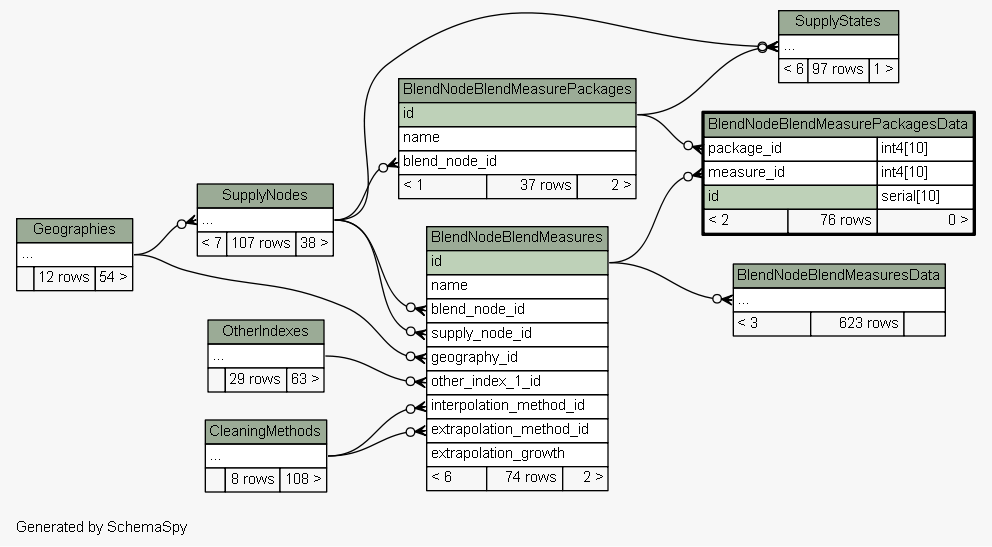 SupplyStates
...
< 6 97 rows 1 >
BlendNodeBlendMeasurePackages
id
name
blend_node_id
< 1 37 rows 2 >
BlendNodeBlendMeasurePackagesData
package_id int4[10]
measure_id int4[10]
id serial[10]
< 2 76 rows 0 >
SupplyNodes
...
< 7 107 rows 38 >
Geographies
...
12 rows 54 >
BlendNodeBlendMeasures
id
name
blend_node_id
supply_node_id
geography_id
other_index_1_id
interpolation_method_id
extrapolation_method_id
extrapolation_growth
< 6 74 rows 2 >
BlendNodeBlendMeasuresData
...
< 3 623 rows
OtherIndexes
...
29 rows 63 >
CleaningMethods
...
8 rows 108 >
Generated by SchemaSpy